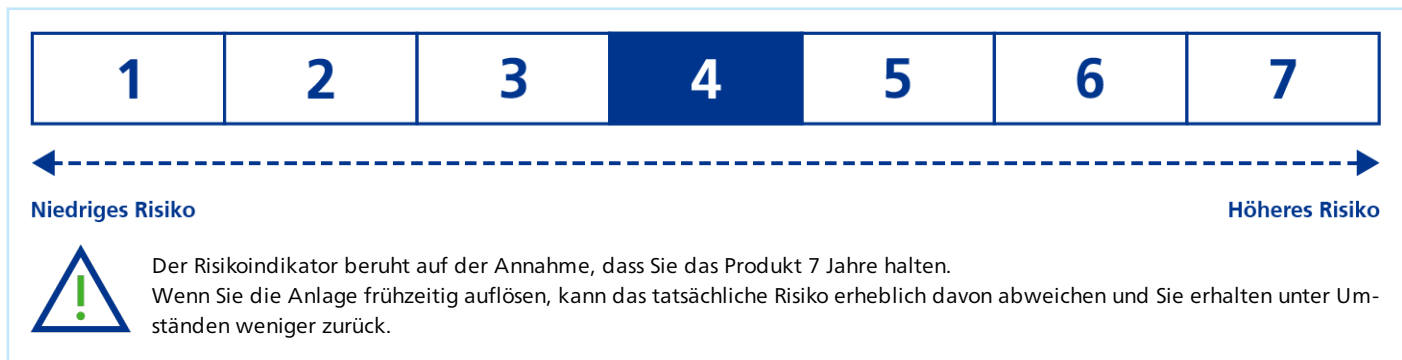 1 2 3 4 5 6 7
Niedriges Risiko Höheres Risiko
Der Risikoindikator beruht auf der Annahme, dass Sie das Produkt 7 Jahre halten.
Wenn Sie die Anlage frühzeitig auflösen, kann das tatsächliche Risiko erheblich davon abweichen und Sie erhalten unter Um-
ständen weniger zurück.